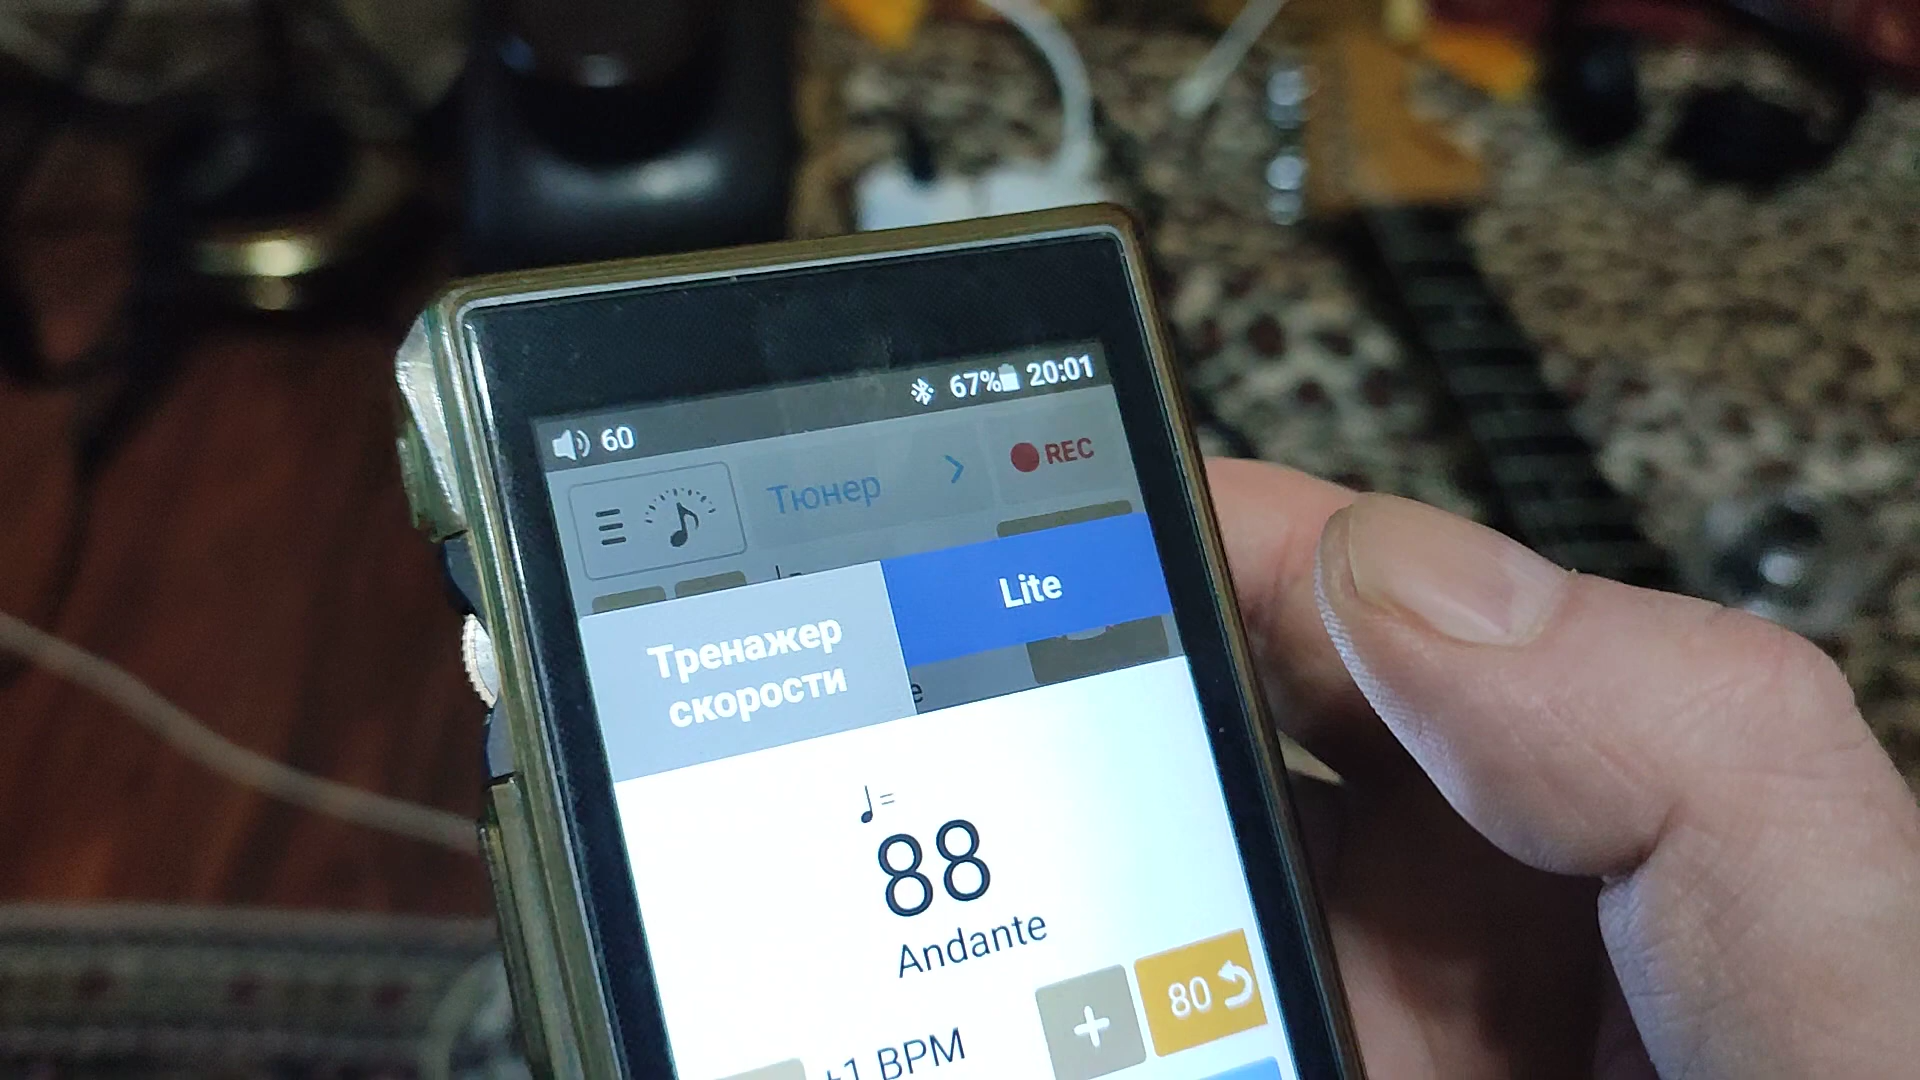 60 67% 20:01
Тюнер REC
Lite
Тренажер
скорости
=
88
Andante
+1 BPM + 80